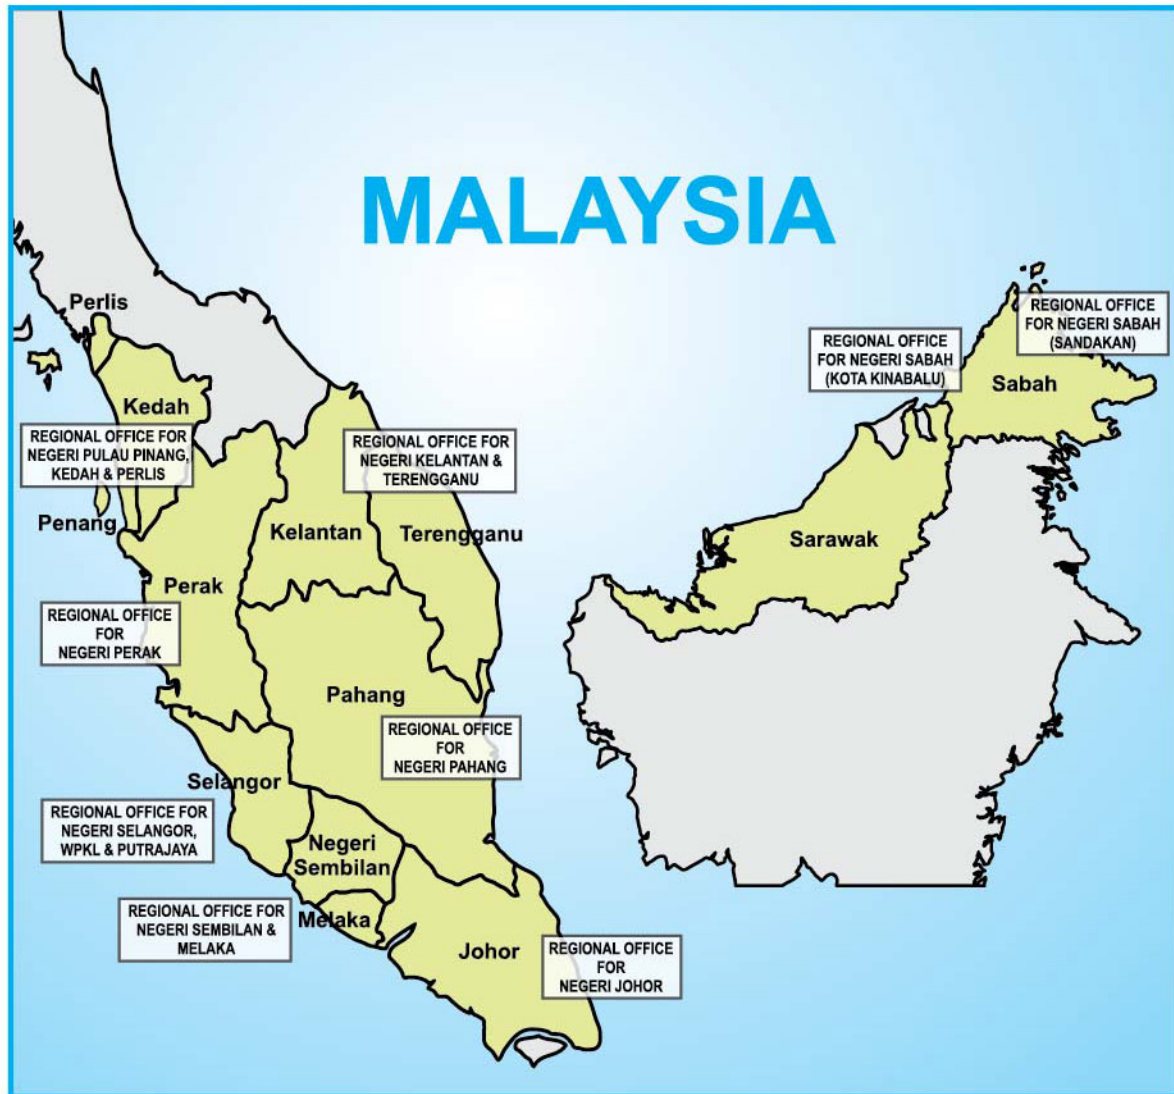 MALAYSIA
Perlis
REGIONAL OFFICE
FOR NEGERI SABAH
(SANDAKAN)
REGIONAL OFFICE
FOR NEGERI SABAH
(KOTA KINABALU)
Sabah
Kedah
REGIONAL OFFICE FOR
NEGERI PULAU PINANG,
KEDAH & PERLIS
REGIONAL OFFICE FOR
NEGERI KELANTAN &
TERENGGANU
Penang
Kelantan
Terengganu
Sarawak
Perak
REGIONAL OFFICE
FOR
NEGERI PERAK
Pahang
REGIONAL OFFICE
FOR
NEGERI PAHANG
Selangor
REGIONAL OFFICE FOR
NEGERI SELANGOR,
WPKL & PUTRAJAYA
Negeri
Sembilan
REGIONAL OFFICE FOR
NEGERI SEMBILAN &
MELAKA
Melaka
Johor
REGIONAL OFFICE
FOR
NEGERI JOHOR